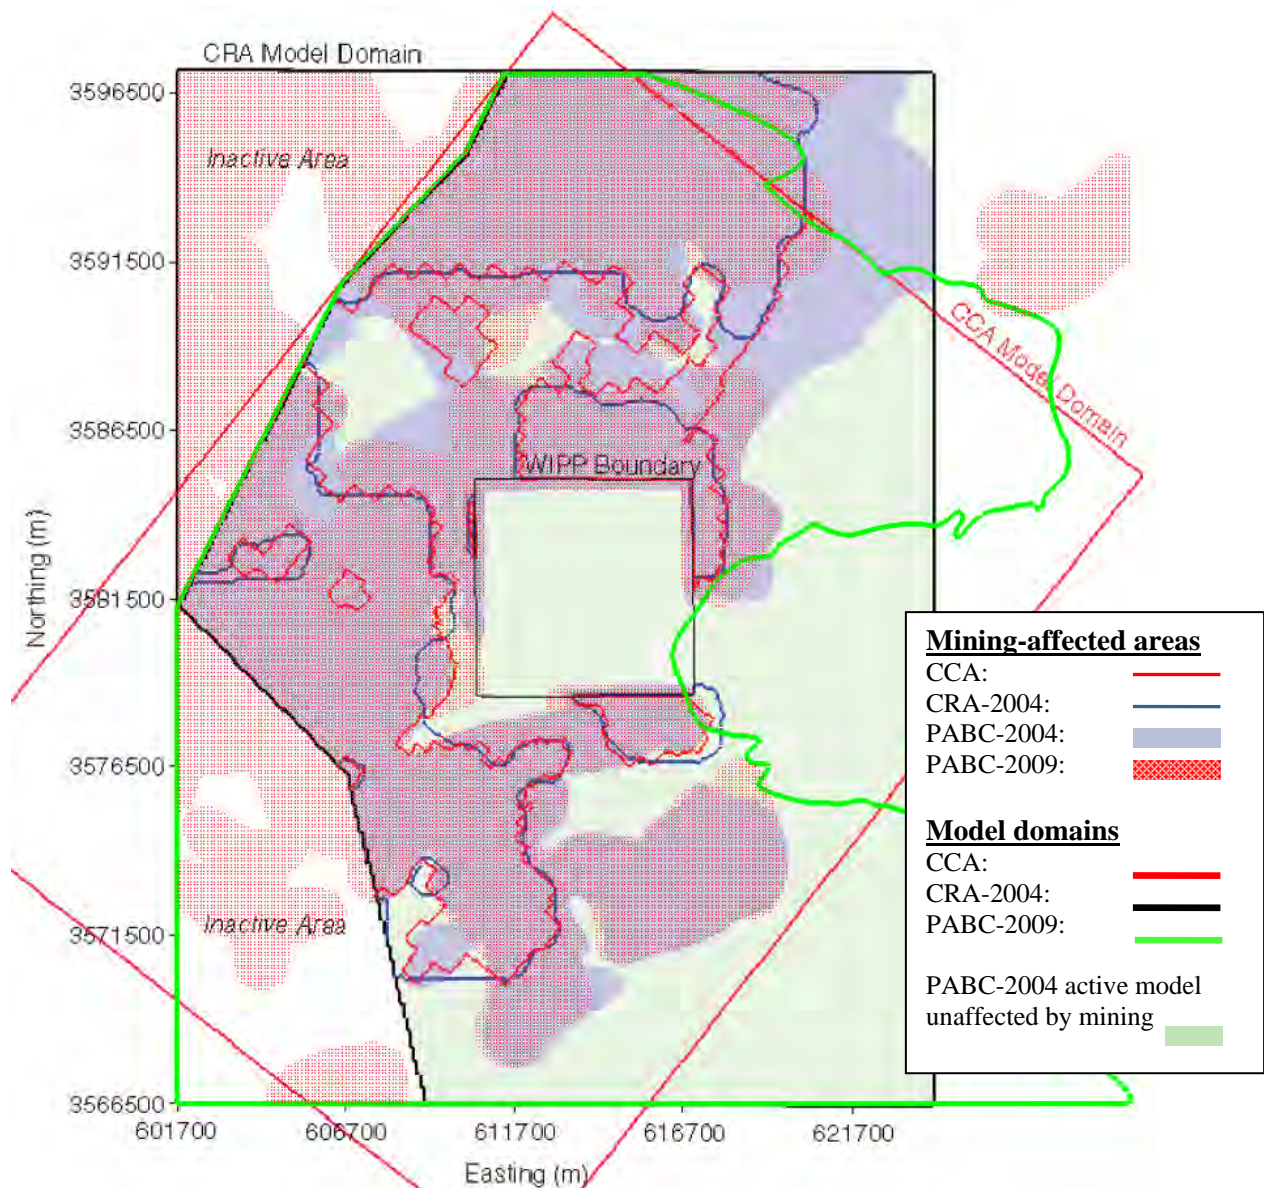 CRA Model Domain
3596500
Inactive Area
3591500
CCA Model Domain
3586500
WIPP Boundary
Northing (m)
3581500
3576500
3571500
Inactive Area
3566500
601700
606700
611700
616700
621700
Easting (m)
Mining-affected areas
CCA:
CRA-2004:
PABC-2004:
PABC-2009:
Model domains
CCA:
CRA-2004:
PABC-2009:
PABC-2004 active model
unaffected by mining